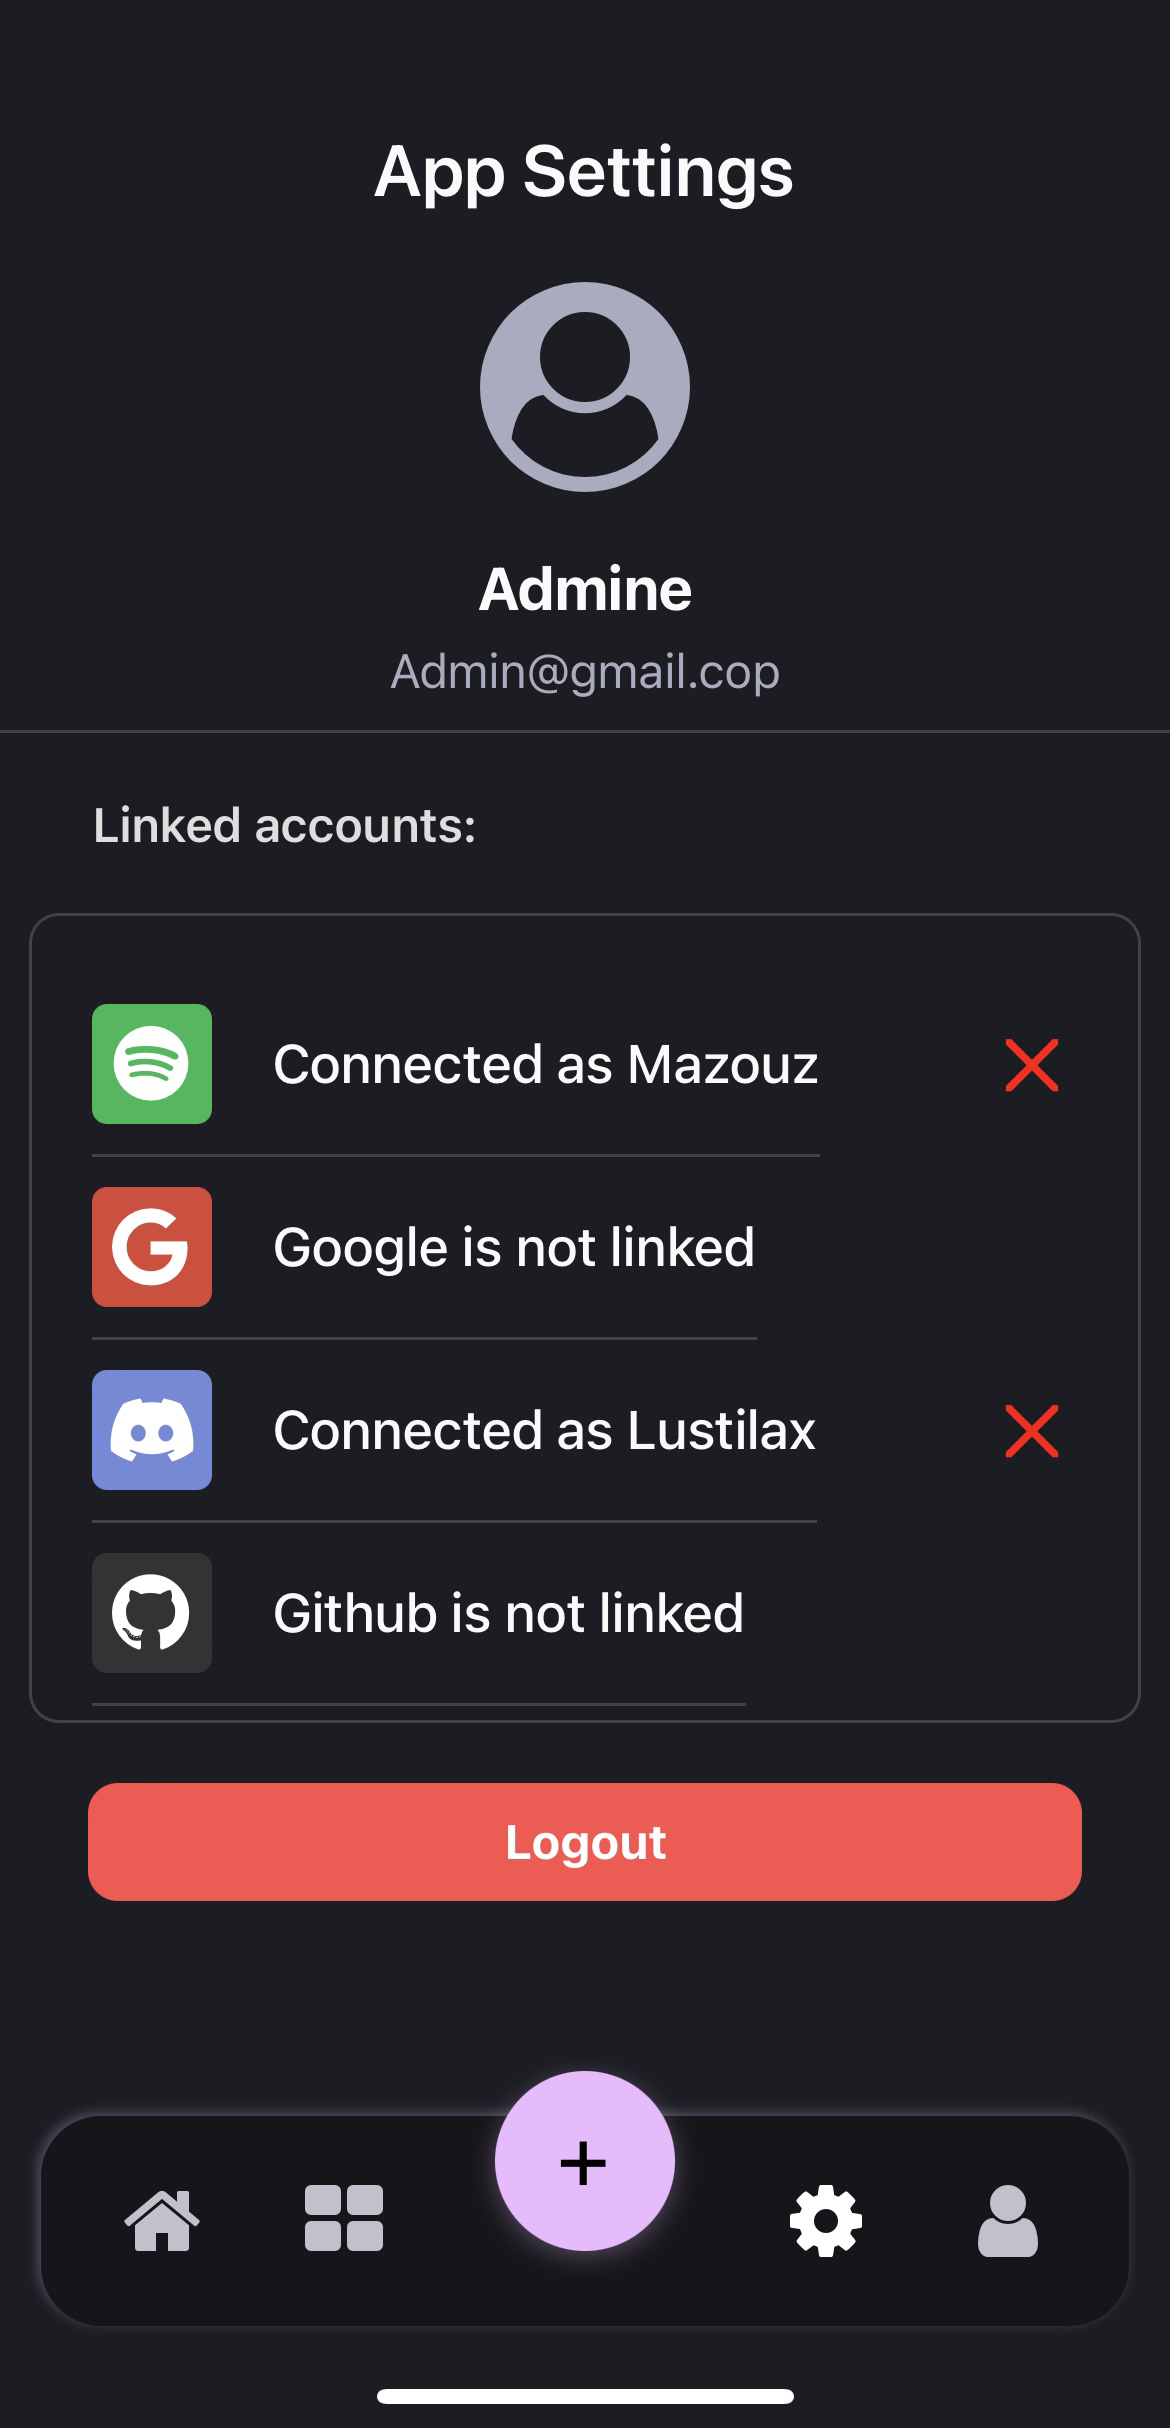 App Settings
Admine
Admin@gmail.cop
Linked accounts:
Connected as Mazouz
Google is not linked
Connected as Lustilax
Github is not linked
Logout